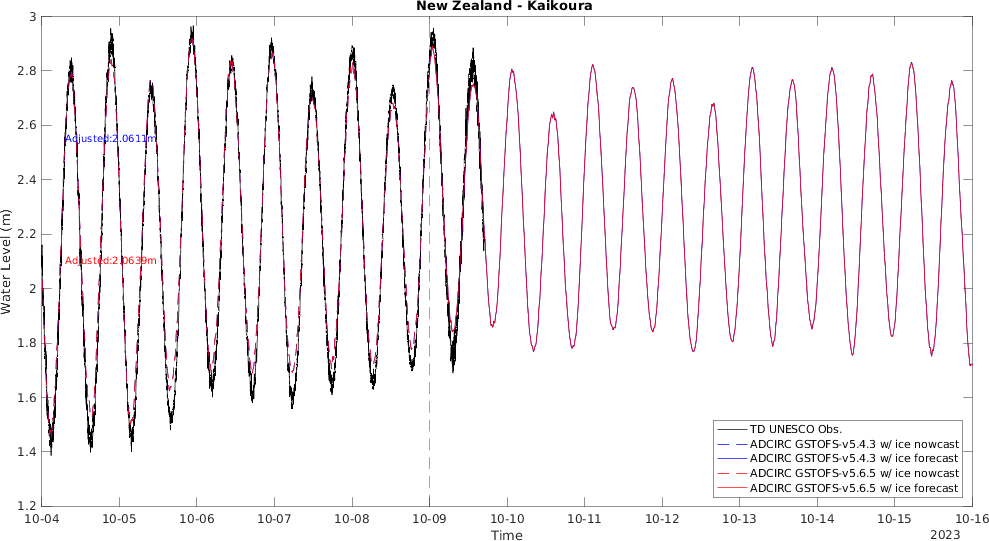 New Zealand - Kaikoura
3
2.8
2.6
2.4
2.2
2
1.8
1.6
1.4
1.2
Water Level (m)
Adjusted:2.0611m
Adjusted:2.0639m
TD UNESCO Obs.
ADCIRC GSTOFS-v5.4.3 w/ ice nowcast
ADCIRC GSTOFS-v5.4.3 w/ ice forecast
ADCIRC GSTOFS-v5.6.5 w/ ice nowcast
ADCIRC GSTOFS-v5.6.5 w/ ice forecast
10-04 10-05 10-06 10-07 10-08 10-09 10-10 10-11 10-12 10-13 10-14 10-15 10-16
Time
2023